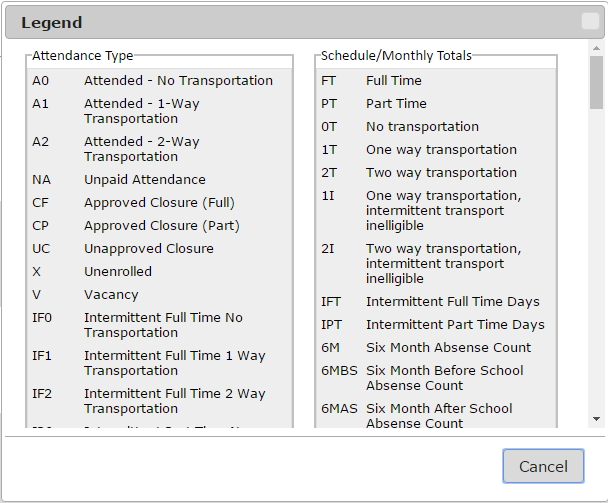 Legend
Attendance Type
A0 Attended - No Transportation
A1 Attended - 1-Way
Transportation
A2 Attended - 2-Way
Transportation
NA Unpaid Attendance
CF Approved Closure (Full)
CP Approved Closure (Part)
UC Unapproved Closure
X Unenrolled
V Vacancy
IF0 Intermittent Full Time No
Transportation
IF1 Intermittent Full Time 1 Way
Transportation
IF2 Intermittent Full Time 2 Way
Transportation
Schedule/Monthly Totals
FT Full Time
PT Part Time
0T No transportation
1T One way transportation
2T Two way transportation
1I One way transportation,
intermittent transport
ineligible
2I Two way transportation,
intermittent transport
ineligible
IFT Intermittent Full Time Days
IPT Intermittent Part Time Days
6M Six Month Absense Count
6MBS Six Month Before School
Absense Count
6MAS Six Month After School
Absense Count
Cancel